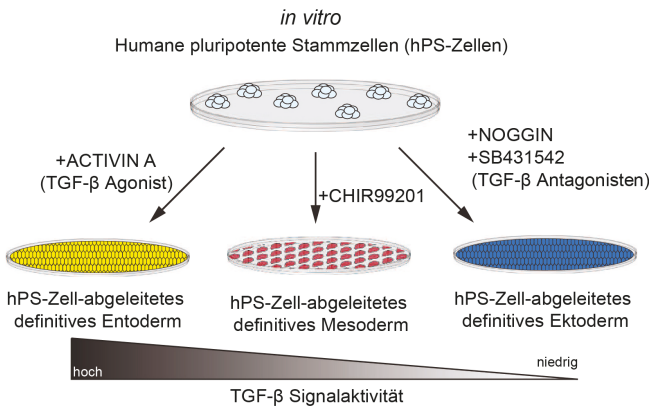 in vitro
Humane pluripotente Stammzellen (hPS-Zellen)
+ACTIVIN A
(TGF-β Agonist)
+CHIR99201
+NOGGIN
+SB431542
(TGF-β Antagonisten)
hPS-Zell-abgeleitetes
definitives Entoderm
hPS-Zell-abgeleitetes
definitives Mesoderm
hPS-Zell-abgeleitetes
definitives Ektoderm
hoch
niedrig
TGF-β Signalaktivität